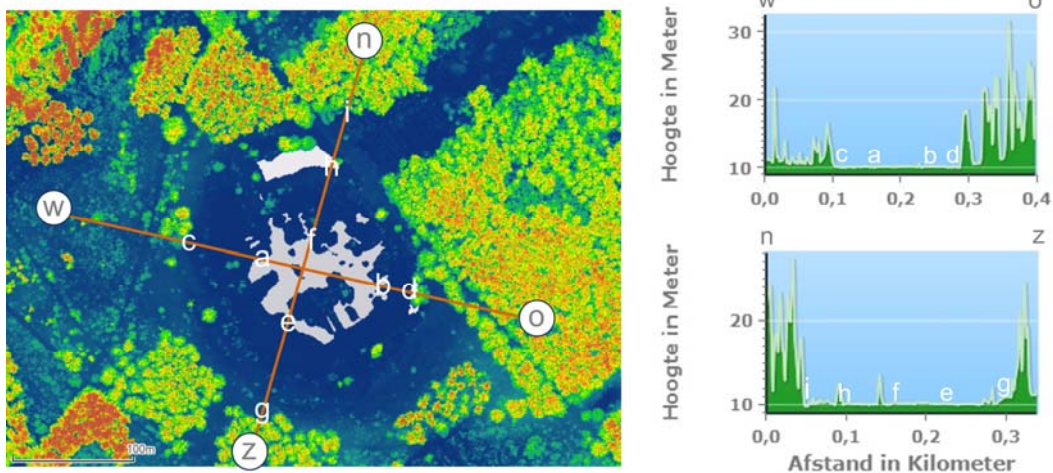 n
i
h
w
c
f
a
b
d
o
e
g
z
100m
w
o
Hoogte in Meter
30
20
10
c a b d
0,0 0,1 0,2 0,3 0,4
n
z
Hoogte in Meter
20
10
i h f e g
0,0 0,1 0,2 0,3
Afstand in Kilometer